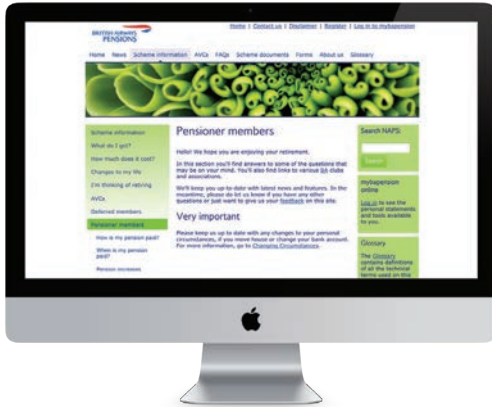 Home | Contact us | Disclaimer | Register | Log in to mybapension
BRITISH AIRWAYS
PENSIONS
Home News Scheme information AVCs FAQs Scheme documents Forms About us Glossary
Scheme information
What do I get?
How much does it cost?
Changes to my life
I'm thinking of retiring
AVCs
Deferred members
Pensioner members
How is my pension paid?
When is my pension
paid?
Pension increases
Pensioner members
Hello! We hope you are enjoying your retirement.
In this section you'll find answers to some of the questions that
may be on your mind. You'll also find links to various BA clubs
and associations.
We'll keep you up-to-date with latest news and features. In the
meantime, please do let us know if you have any other
questions or just want to give us your feedback on this site.
Very important
Please keep us up to date with any changes to your personal
circumstances, if you move house or change your bank account.
For more information, go to Changing Circumstances.
Search NAPS:
Search
mybapension
online
Log in to see the
personal statements
and tools available
to you.
Glossary
The Glossary
contains definitions
of all the technical
terms used on this